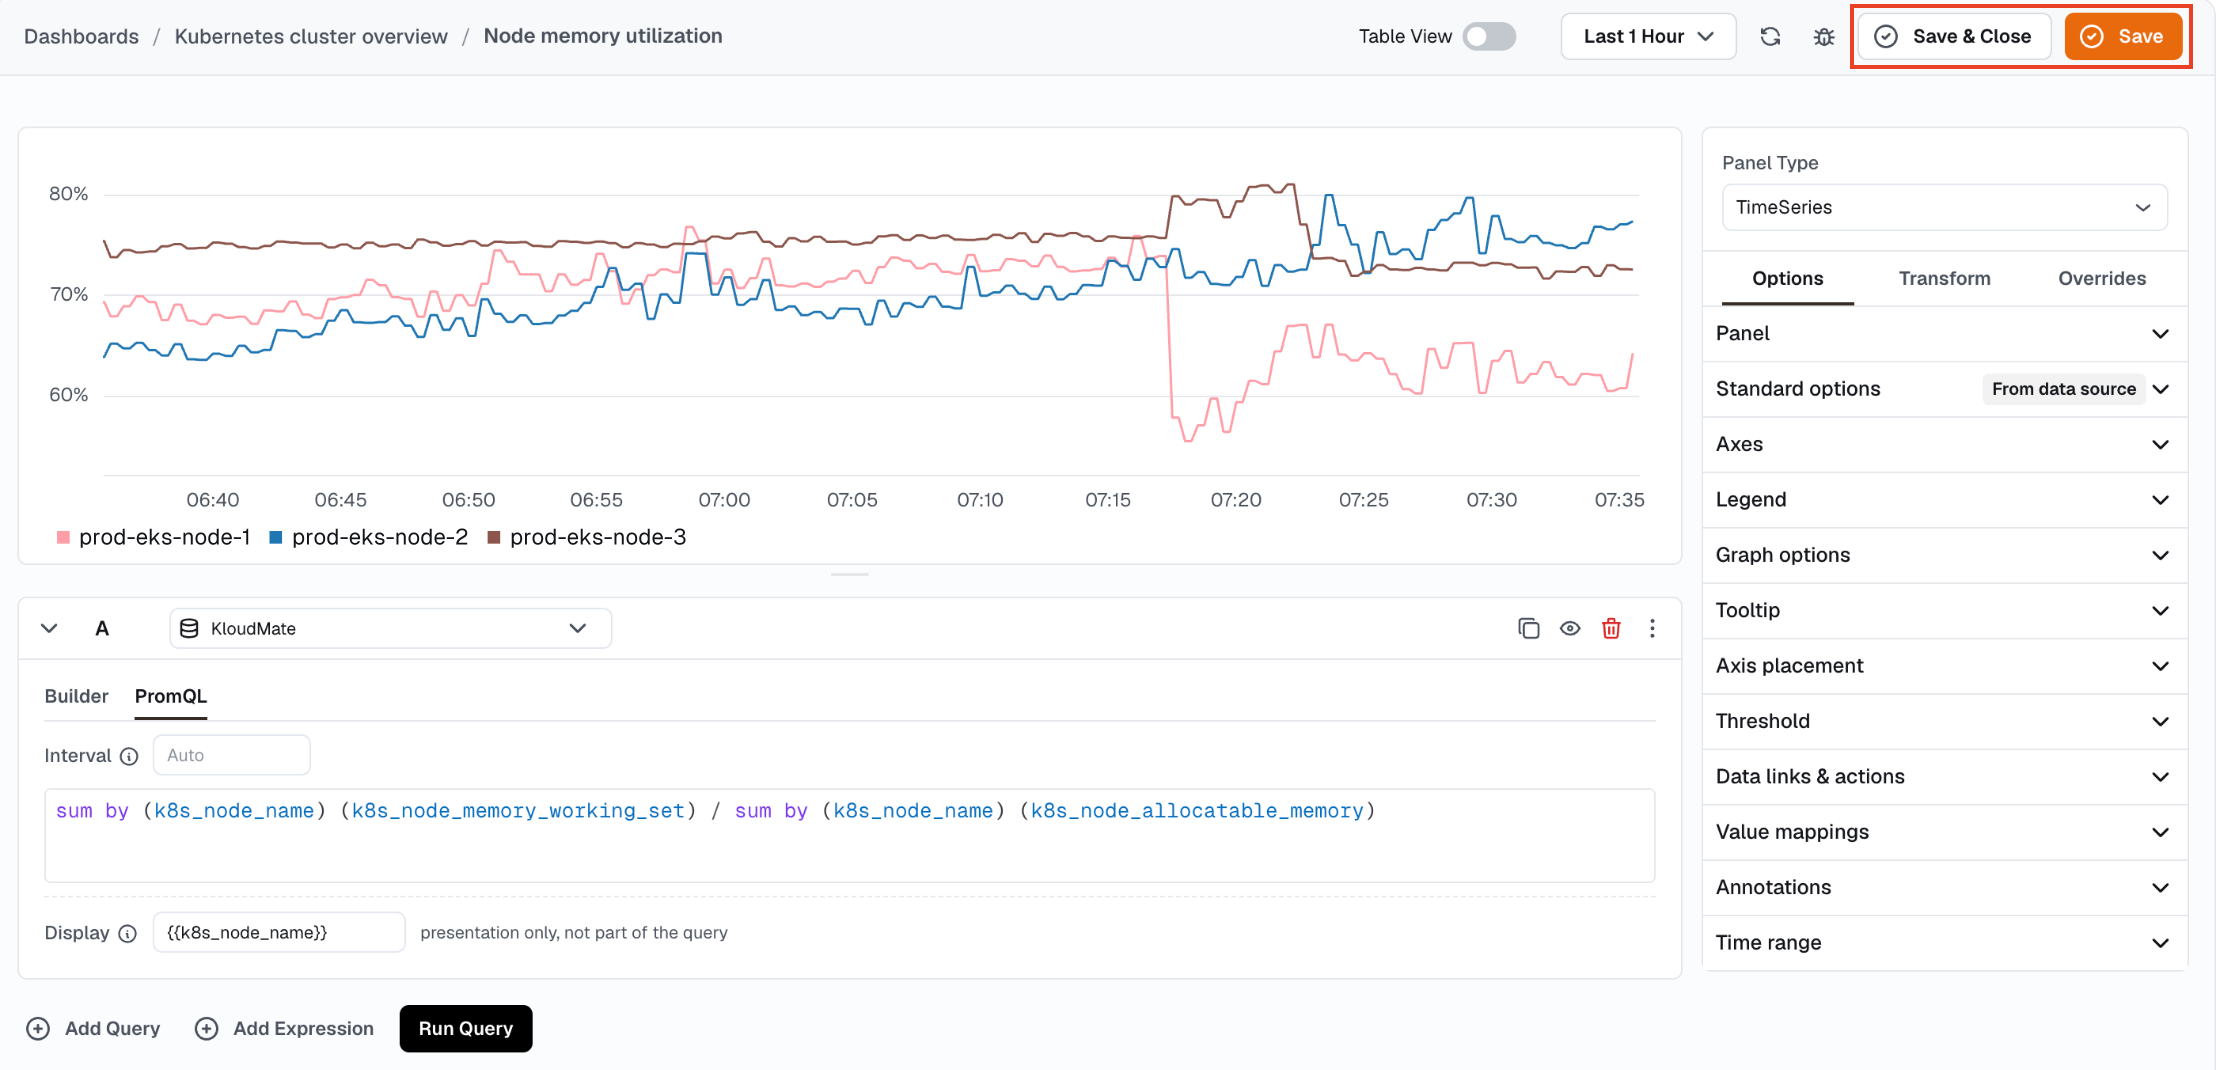 Dashboards / Kubernetes cluster overview / Node memory utilization
Table View
Last 1 Hour
Save & Close
Save
80%
70%
60%
06:40 06:45 06:50 06:55 07:00 07:05 07:10 07:15 07:20 07:25 07:30 07:35
prod-eks-node-1 prod-eks-node-2 prod-eks-node-3
Panel Type
TimeSeries
Options Transform Overrides
Panel
Standard options From data source
Axes
Legend
Graph options
Tooltip
Axis placement
Threshold
Data links & actions
Value mappings
Annotations
Time range
A KloudMate
Builder PromQL
Interval Auto
sum by (k8s_node_name) (k8s_node_memory_working_set) / sum by (k8s_node_name) (k8s_node_allocatable_memory)
Display {{k8s_node_name}} presentation only, not part of the query
Add Query Add Expression Run Query